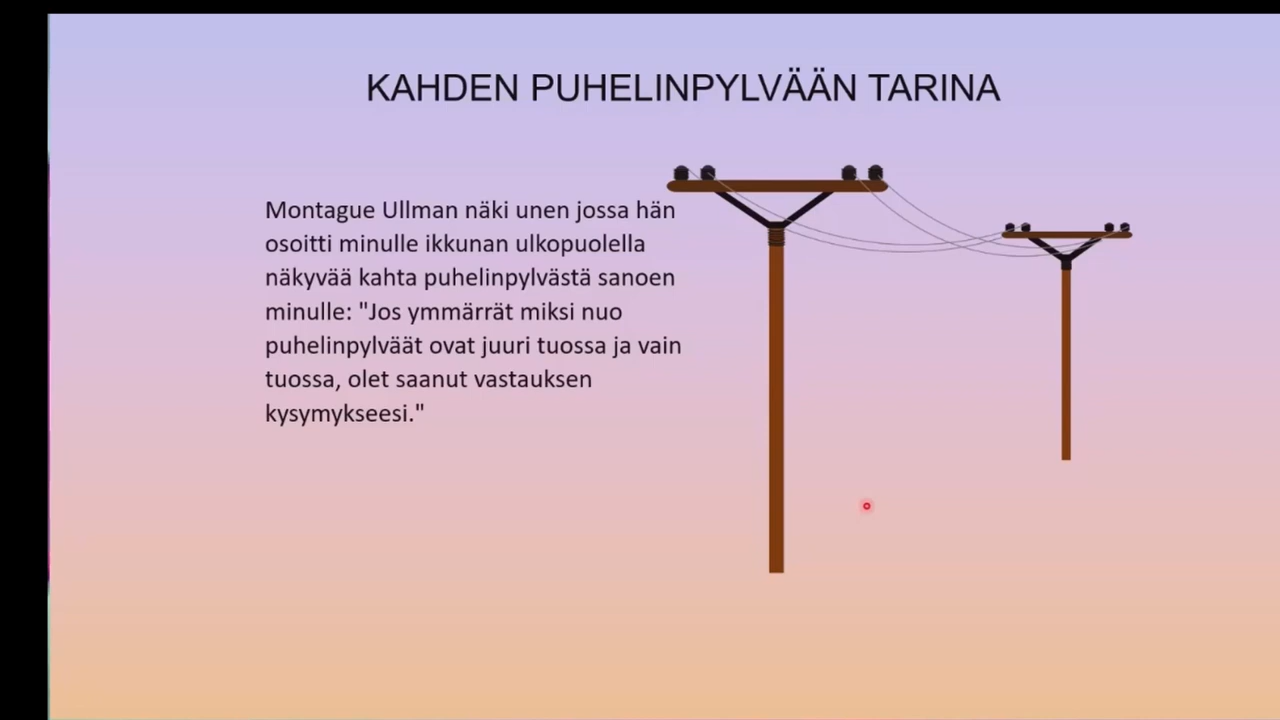 KAHDEN PUHELINPYLVÄÄN TARINA
Montague Ullman näki unen jossa hän
osoitti minulle ikkunan ulkopuolella
näkyvää kahta puhelinpylvästä sanoen
minulle: "Jos ymmärrät miksi nuo
puhelinpylväät ovat juuri tuossa ja vain
tuossa, olet saanut vastauksen
kysymykseesi."